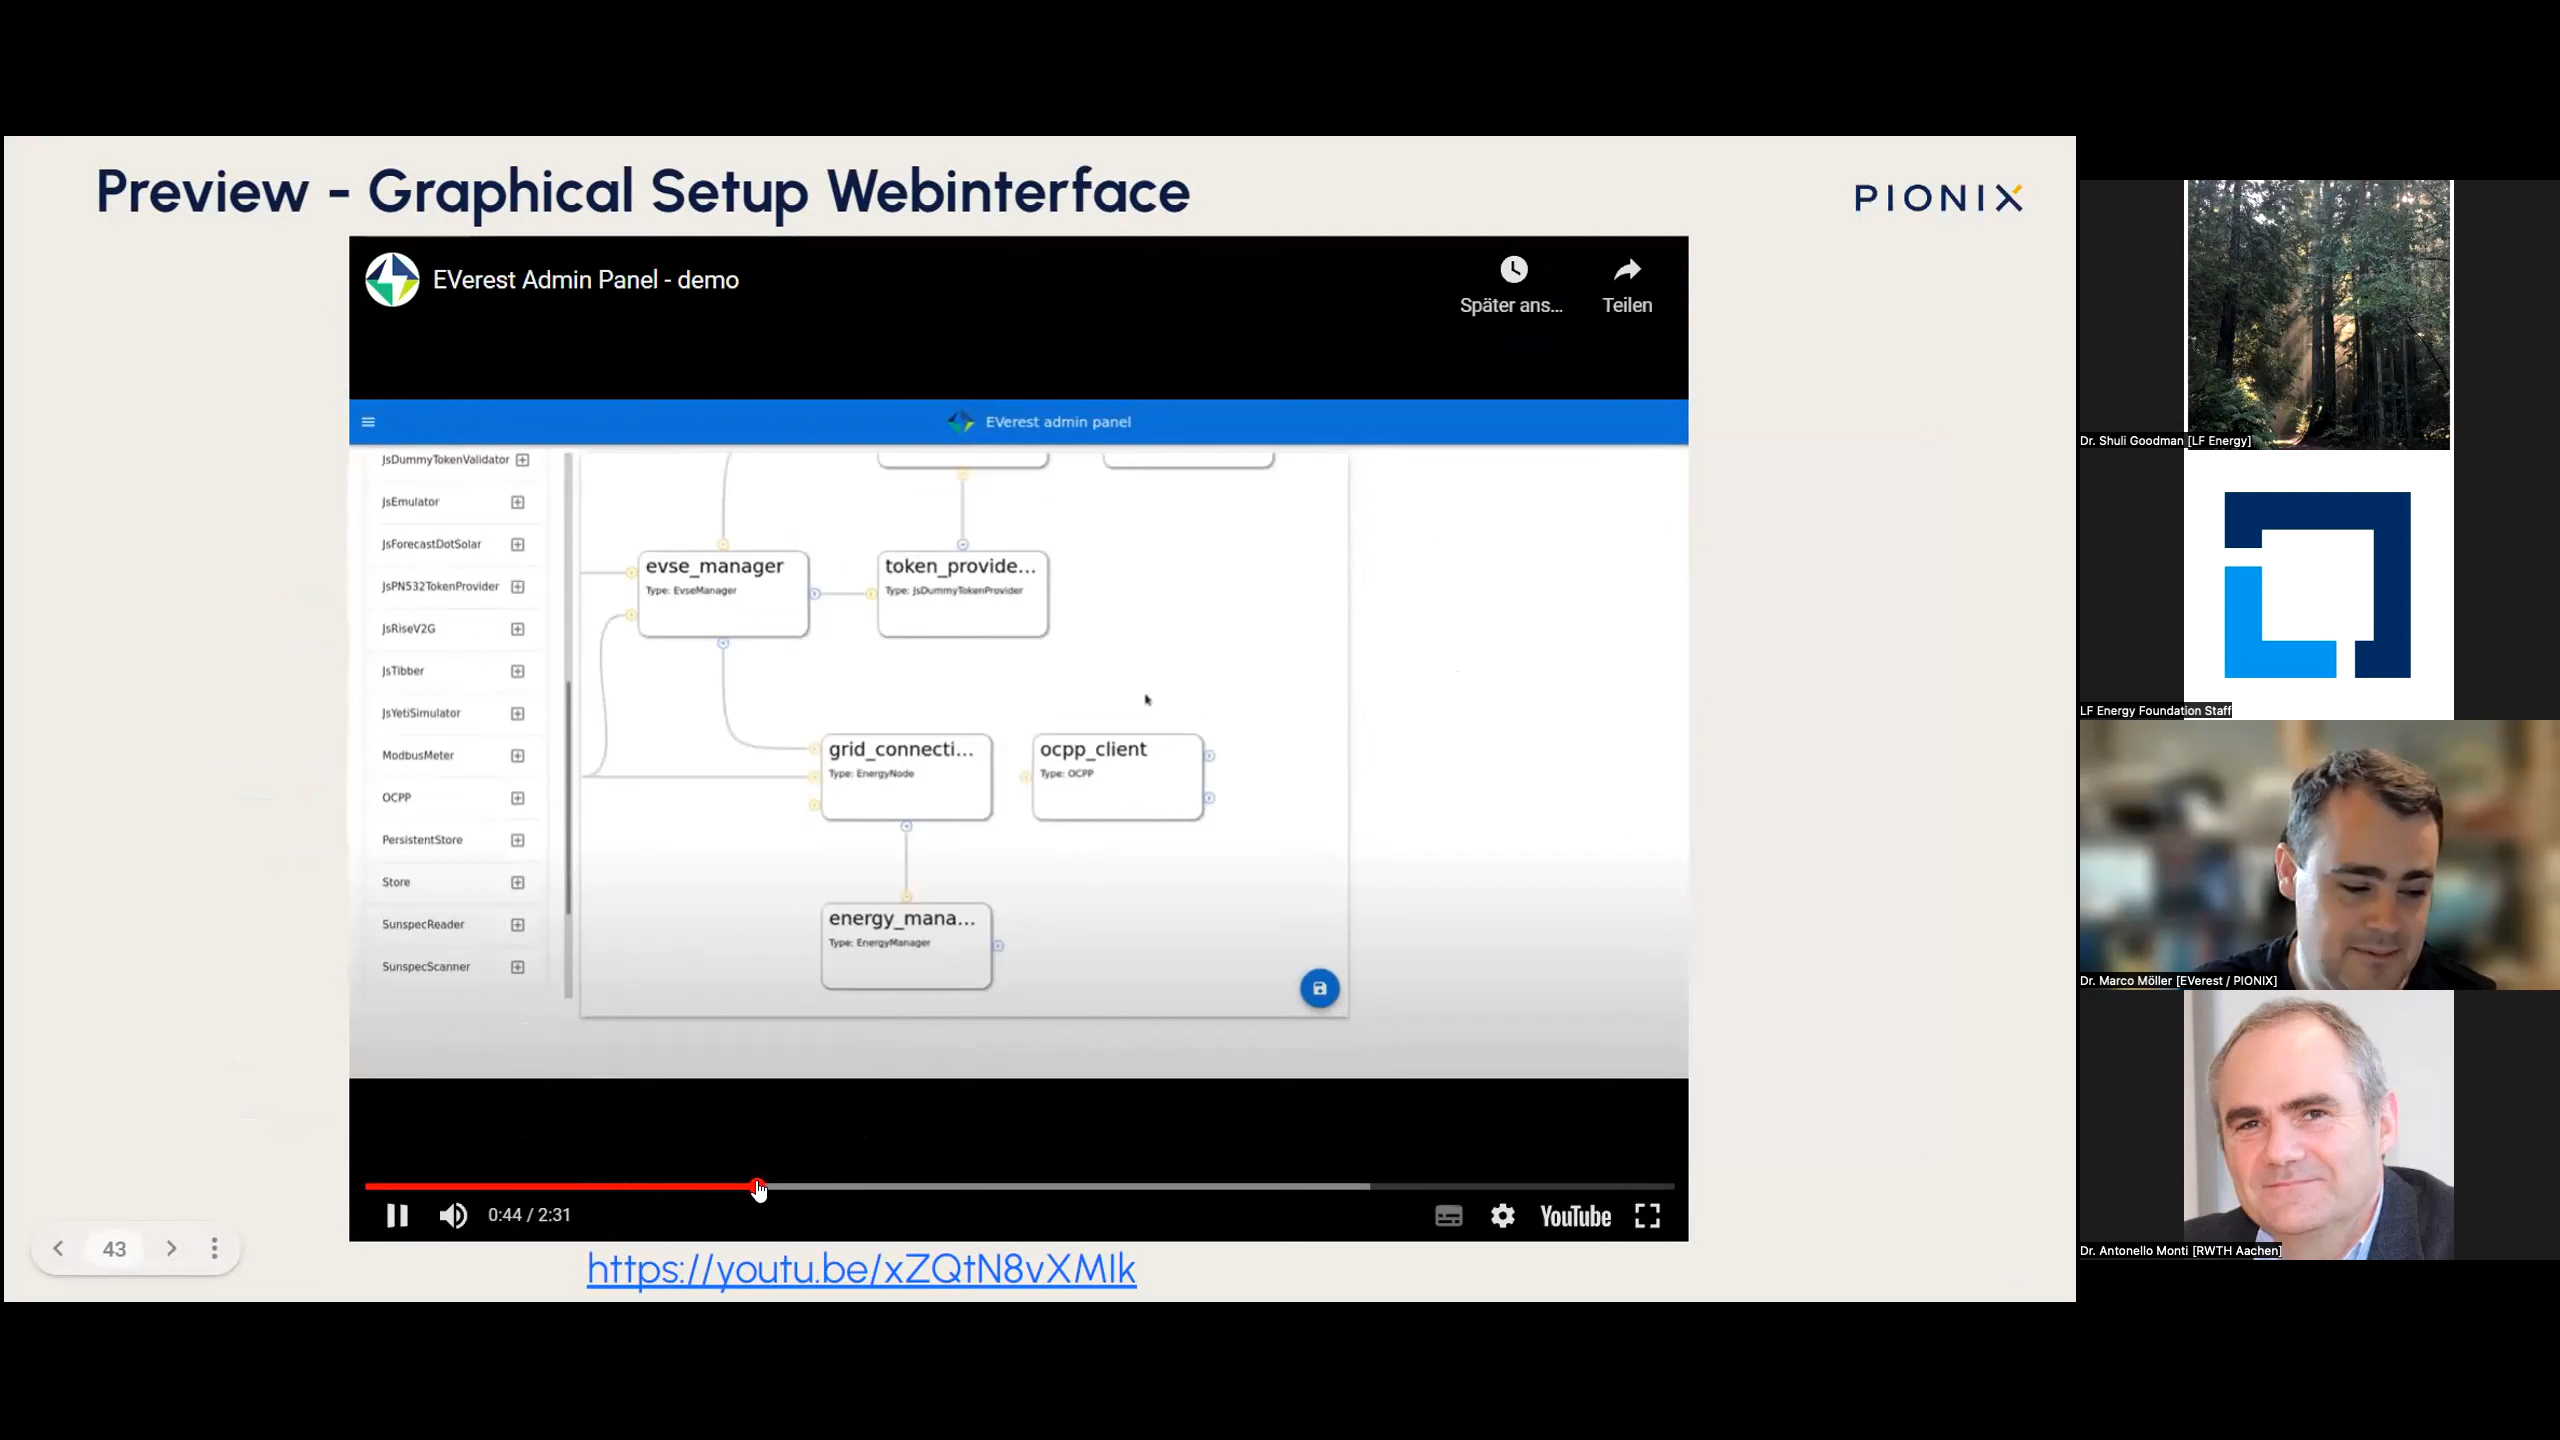 Preview - Graphical Setup Webinterface
PIONIX
EVerest Admin Panel - demo
Später ans...
Teilen
EVerest admin panel
JsDummyTokenValidator
JsEmulator
JsForecastDotSolar
JsPN532TokenProvider
JsRiseV2G
JsTibber
JsYetiSimulator
ModbusMeter
OCPP
PersistentStore
Store
SunspecReader
SunspecScanner
evse_manager
Type: EvseManager
token_provide...
Type: JsDummyTokenProvider
grid_connecti...
Type: EnergyNode
ocpp_client
Type: OCPP
energy_mana...
Type: EnergyManager
0:44 / 2:31
YouTube
43
https://youtu.be/xZQtN8vXMIk
Dr. Shuli Goodman [LF Energy]
LF Energy Foundation Staff
Dr. Marco Möller [EVerest / PIONIX]
Dr. Antonello Monti [RWTH Aachen]